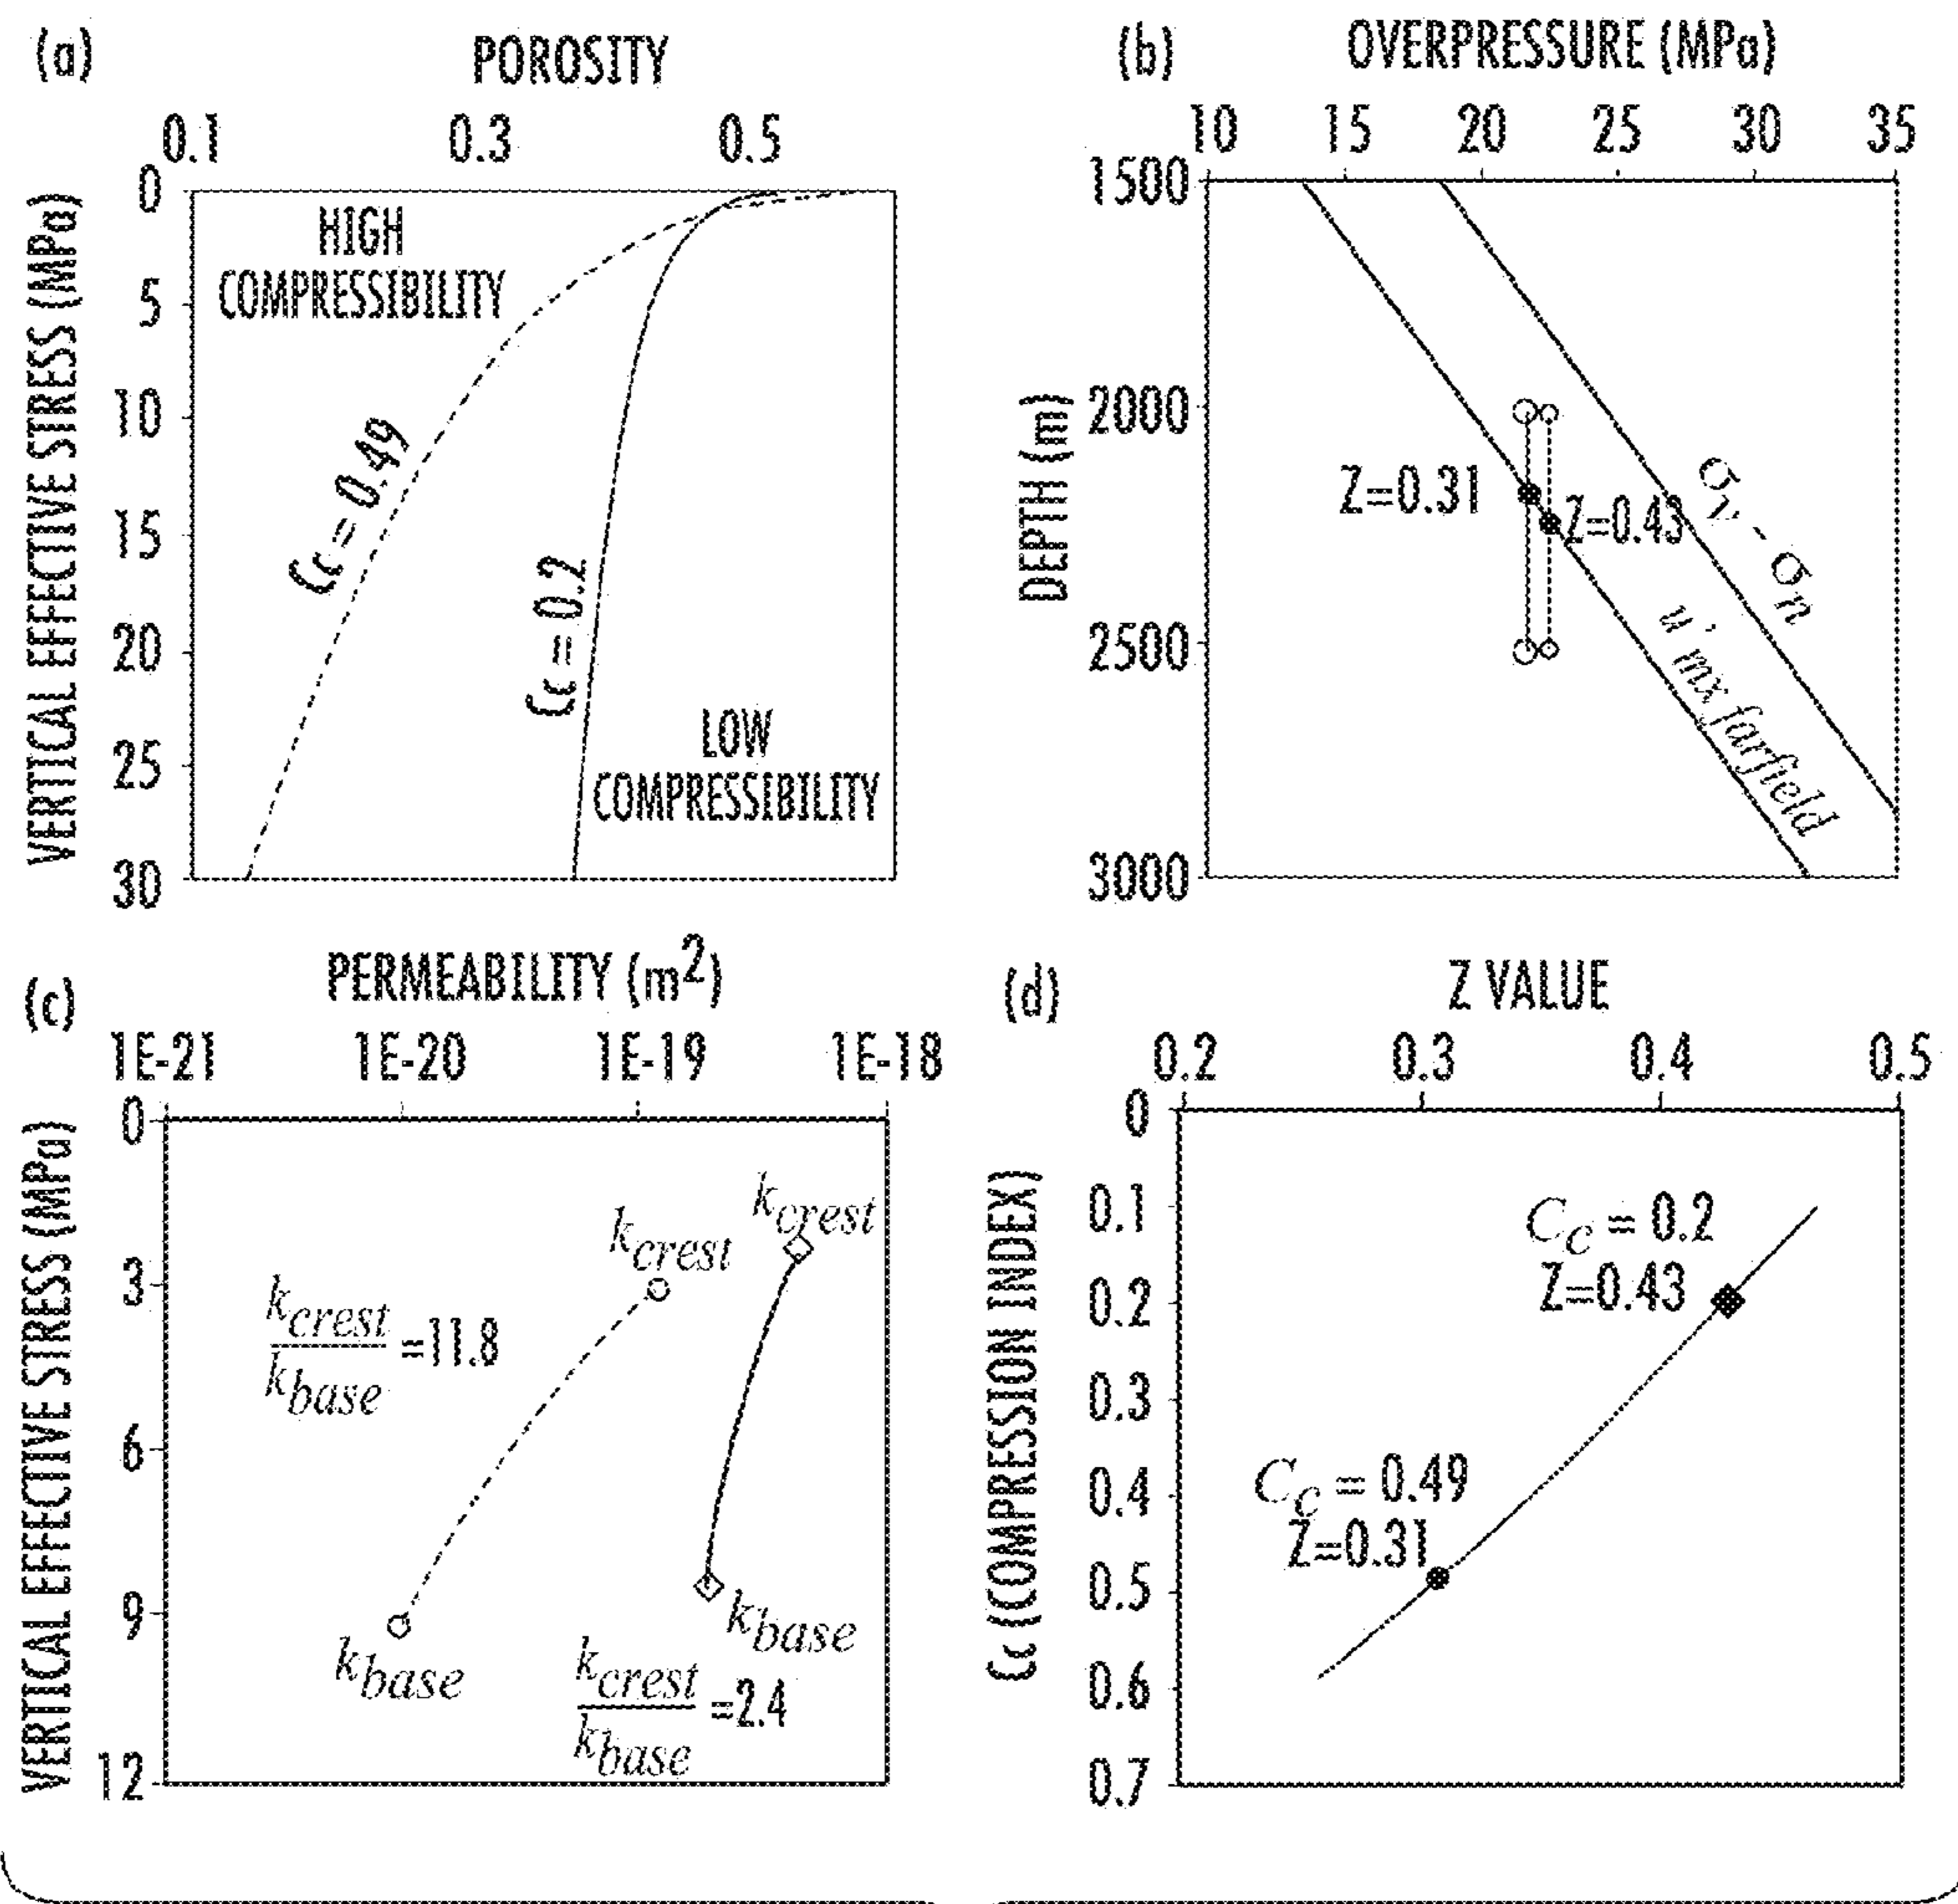 (a)
POROSITY
0.1 0.3 0.5
VERTICAL EFFECTIVE STRESS (MPa)
0
5
10
15
20
25
30
HIGH
COMPRESSIBILITY
Cc = 0.49
Cc = 0.2
LOW
COMPRESSIBILITY
(b)
OVERPRESSURE (MPa)
10 15 20 25 30 35
DEPTH (m)
1500
2000
2500
3000
Z=0.31
Z=0.43
σv - σn
u* mx farfield
(c)
PERMEABILITY (m²)
1E-21 1E-20 1E-19 1E-18
VERTICAL EFFECTIVE STRESS (MPa)
0
3
6
9
12
kcrest
kcrest
kcrest
kbase
=11.8
kbase
kbase
kcrest
kbase
=2.4
(d)
Z VALUE
0.2 0.3 0.4 0.5
Cc (COMPRESSION INDEX)
0
0.1
0.2
0.3
0.4
0.5
0.6
0.7
Cc = 0.2
Z=0.43
Cc = 0.49
Z=0.31